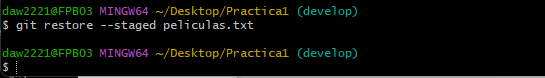 daw2221@FPB03 MINGW64 ~/Desktop/Practica1 (develop)
$ git restore --staged peliculas.txt
daw2221@FPB03 MINGW64 ~/Desktop/Practica1 (develop)
$